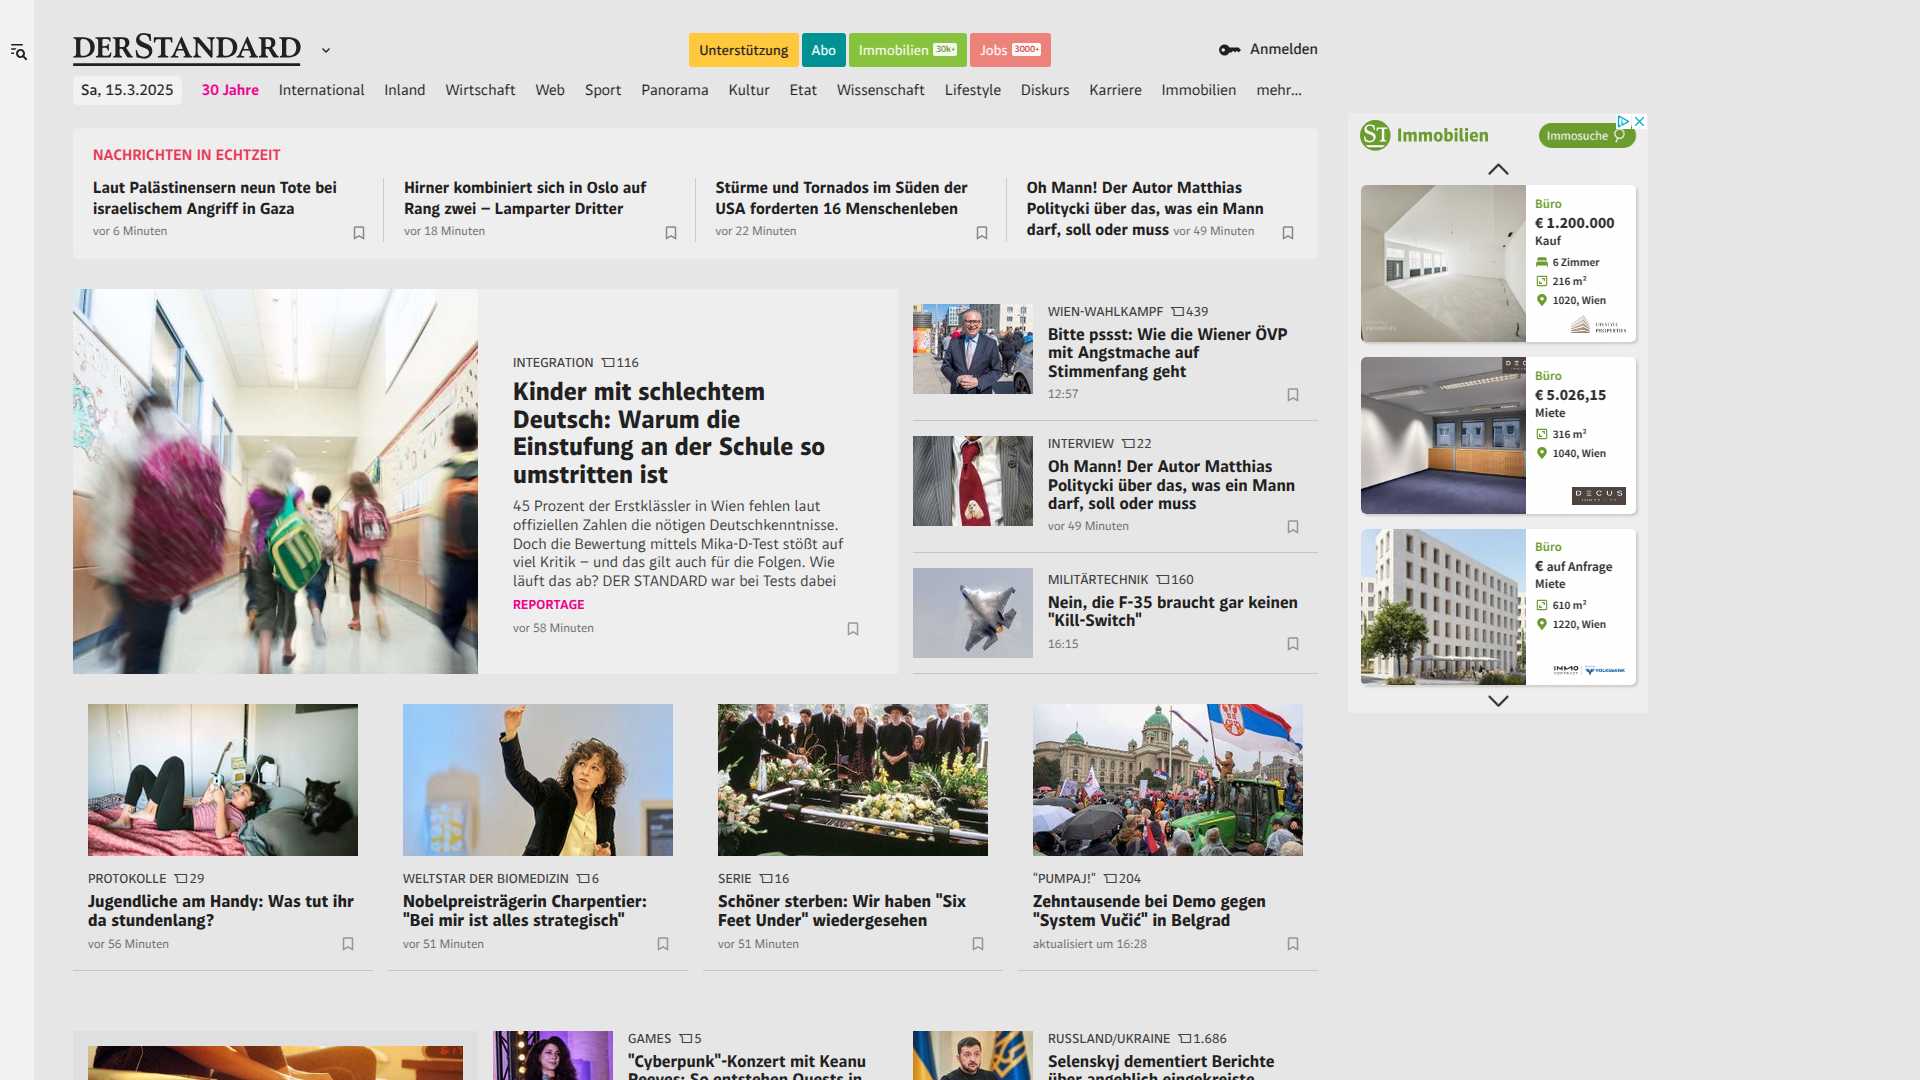 DERSTANDARD
Unterstützung
Abo
Immobilien 30k+
Jobs 3000+
Anmelden
Sa, 15.3.2025
30 Jahre
International
Inland
Wirtschaft
Web
Sport
Panorama
Kultur
Etat
Wissenschaft
Lifestyle
Diskurs
Karriere
Immobilien
mehr...
NACHRICHTEN IN ECHTZEIT
Laut Palästinensern neun Tote bei
israelischem Angriff in Gaza
vor 6 Minuten
Hirner kombiniert sich in Oslo auf
Rang zwei – Lamparter Dritter
vor 18 Minuten
Stürme und Tornados im Süden der
USA forderten 16 Menschenleben
vor 22 Minuten
Oh Mann! Der Autor Matthias
Politycki über das, was ein Mann
darf, soll oder muss vor 49 Minuten
INTEGRATION 116
Kinder mit schlechtem
Deutsch: Warum die
Einstufung an der Schule so
umstritten ist
45 Prozent der Erstklässler in Wien fehlen laut
offiziellen Zahlen die nötigen Deutschkenntnisse.
Doch die Bewertung mittels Mika-D-Test stößt auf
viel Kritik – und das gilt auch für die Folgen. Wie
läuft das ab? DER STANDARD war bei Tests dabei
REPORTAGE
vor 58 Minuten
WIEN-WAHLKAMPF 439
Bitte pssst: Wie die Wiener ÖVP
mit Angstmache auf
Stimmenfang geht
12:57
INTERVIEW 22
Oh Mann! Der Autor Matthias
Politycki über das, was ein Mann
darf, soll oder muss
vor 49 Minuten
MILITÄRTECHNIK 160
Nein, die F-35 braucht gar keinen
"Kill-Switch"
16:15
PROTOKOLLE 29
Jugendliche am Handy: Was tut ihr
da stundenlang?
vor 56 Minuten
WELTSTAR DER BIOMEDIZIN 6
Nobelpreisträgerin Charpentier:
"Bei mir ist alles strategisch"
vor 51 Minuten
SERIE 16
Schöner sterben: Wir haben "Six
Feet Under" wiedergesehen
vor 51 Minuten
"PUMPAJ!" 204
Zehntausende bei Demo gegen
"System Vučić" in Belgrad
aktualisiert um 16:28
GAMES 5
"Cyberpunk"-Konzert mit Keanu
Reeves: So entstehen Quests in
RUSSLAND/UKRAINE 1.686
Selenskyj dementiert Berichte
über angeblich eingekreiste
ST Immobilien
Immosuche
Büro
€ 1.200.000
Kauf
6 Zimmer
216 m²
1020, Wien
Büro
€ 5.026,15
Miete
316 m²
1040, Wien
DECUS
Büro
€ auf Anfrage
Miete
610 m²
1220, Wien
IMMO
VOLKSBANK